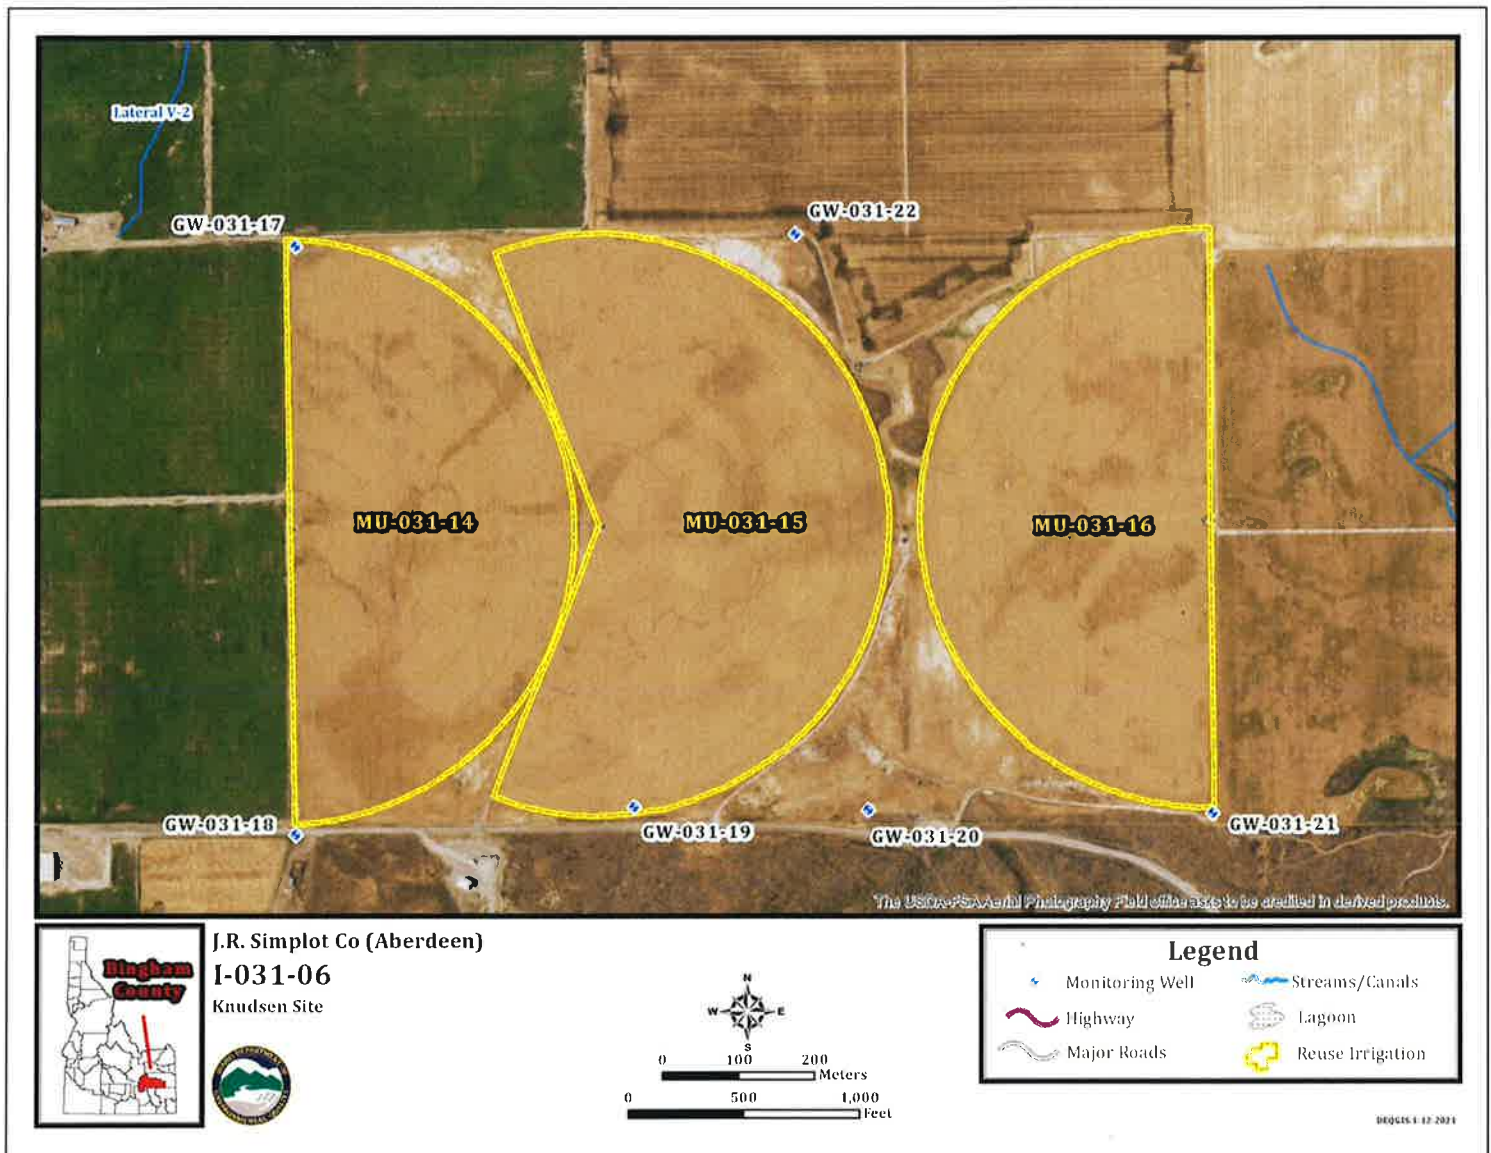 Lateral V-2
GW-031-17
GW-031-22
MU-031-14
MU-031-15
MU-031-16
GW-031-18
GW-031-19
GW-031-20
GW-031-21
The USDA-FSA Aerial Photography Field office asks to be credited in derived products.
Bingham
County
J.R. Simplot Co (Aberdeen)
I-031-06
Knudsen Site
N
W E
S
0 100 200
Meters
0 500 1,000
Feet
Legend
Monitoring Well
Streams/Canals
Highway
Lagoon
Major Roads
Reuse Irrigation